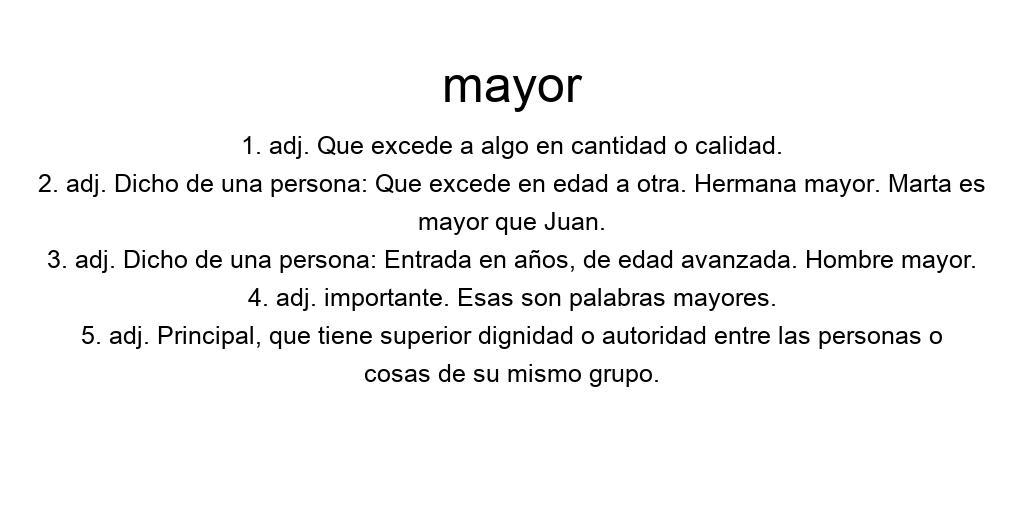 mayor
1. adj. Que excede a algo en cantidad o calidad.
2. adj. Dicho de una persona: Que excede en edad a otra. Hermana mayor. Marta es
mayor que Juan.
3. adj. Dicho de una persona: Entrada en años, de edad avanzada. Hombre mayor.
4. adj. importante. Esas son palabras mayores.
5. adj. Principal, que tiene superior dignidad o autoridad entre las personas o
cosas de su mismo grupo.